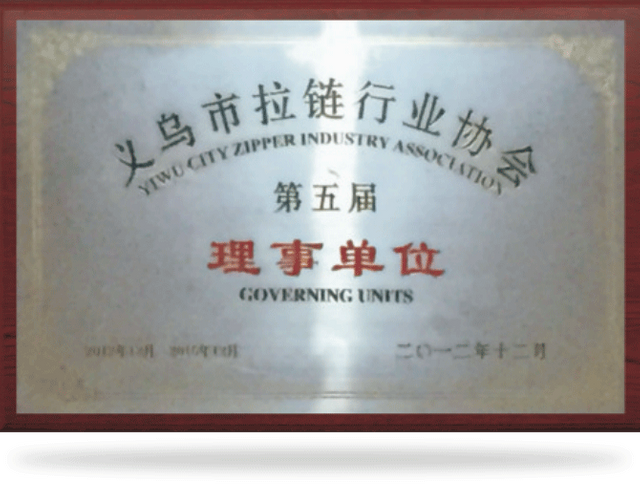 义乌市拉链行业协会
YIWU CITY ZIPPER INDUSTRY ASSOCIATION
第五届
理事单位
GOVERNING UNITS
二〇一二年十二月